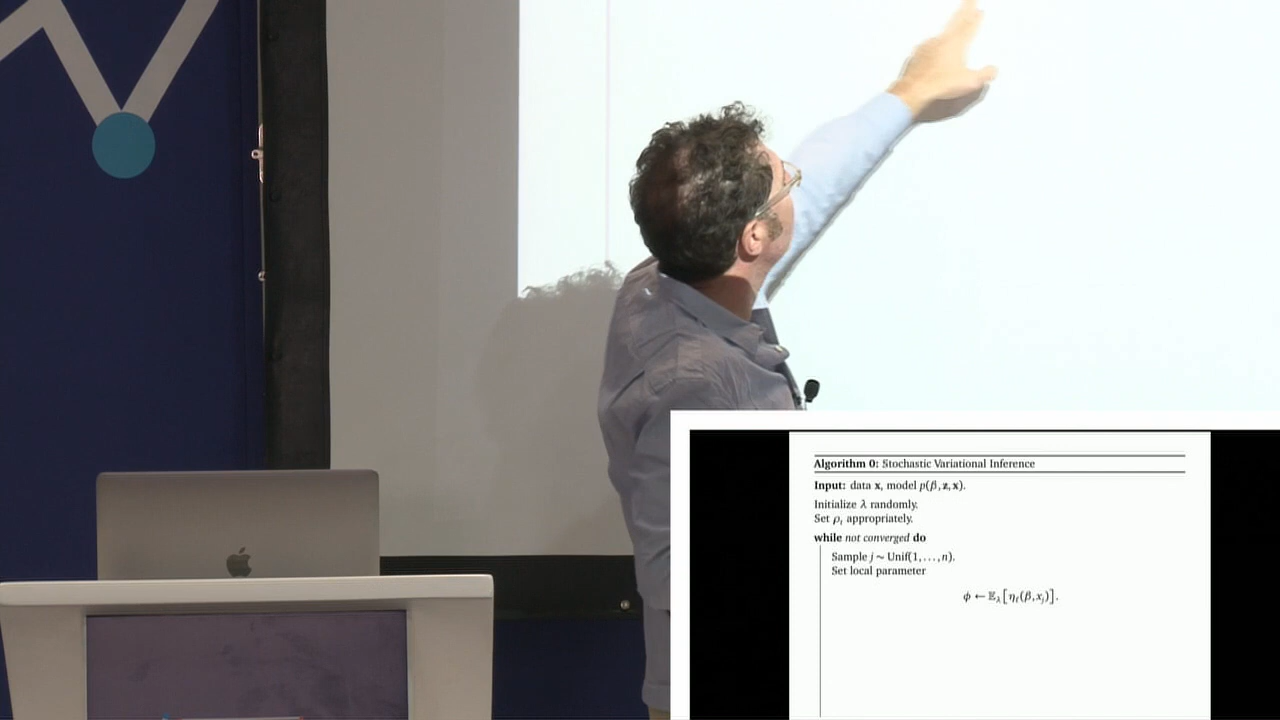 Algorithm 0: Stochastic Variational Inference
Input: data x, model p(β, z, x).
Initialize λ randomly.
Set ρₜ appropriately.
while not converged do
Sample j ∼ Unif(1, . . . , n).
Set local parameter
ϕ ← 𝔼_λ[η_ℓ(β, x_j)].